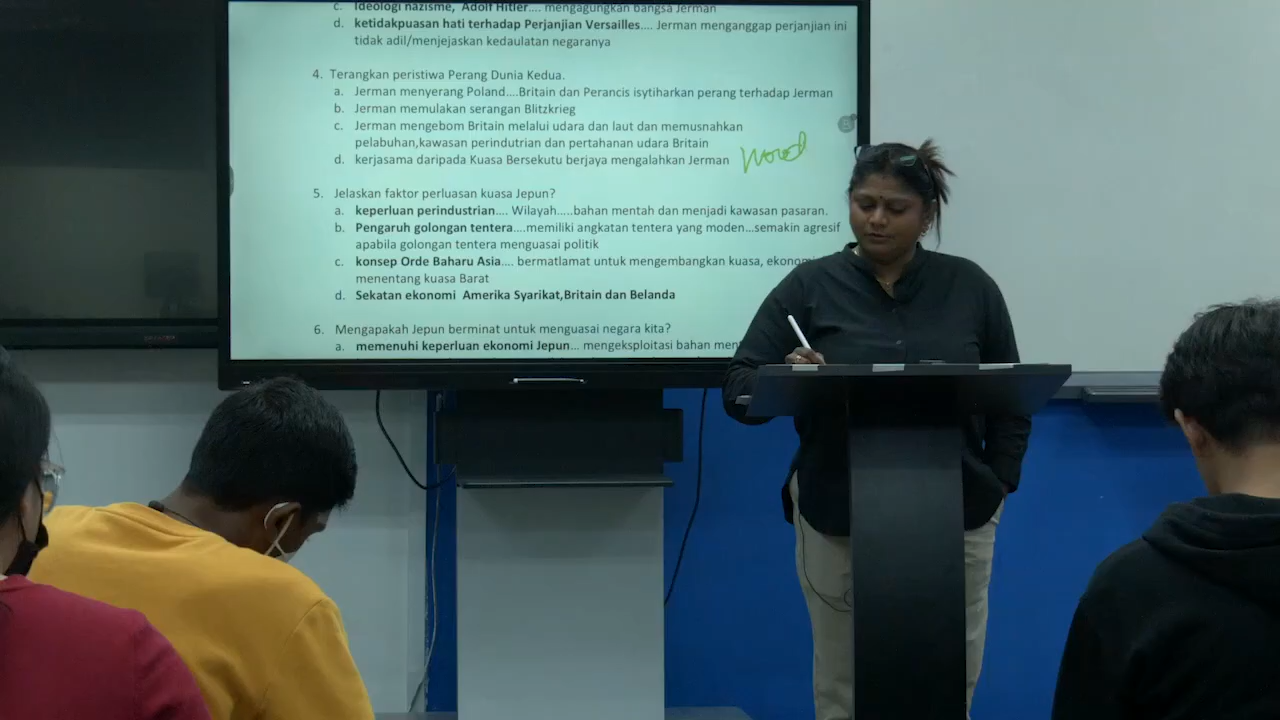 c. Ideologi nazisme, Adolf Hitler.... mengagungkan bangsa Jerman
d. ketidakpuasan hati terhadap Perjanjian Versailles.... Jerman menganggap perjanjian ini
tidak adil/menjejaskan kedaulatan negaranya
4. Terangkan peristiwa Perang Dunia Kedua.
a. Jerman menyerang Poland....Britain dan Perancis isytiharkan perang terhadap Jerman
b. Jerman memulakan serangan Blitzkrieg
c. Jerman mengebom Britain melalui udara dan laut dan memusnahkan
pelabuhan,kawasan perindutrian dan pertahanan udara Britain
d. kerjasama daripada Kuasa Bersekutu berjaya mengalahkan Jerman
5. Jelaskan faktor perluasan kuasa Jepun?
a. keperluan perindustrian.... Wilayah.....bahan mentah dan menjadi kawasan pasaran.
b. Pengaruh golongan tentera....memiliki angkatan tentera yang moden...semakin agresif
apabila golongan tentera menguasai politik
c. konsep Orde Baharu Asia.... bermatlamat untuk mengembangkan kuasa, ekonomi
menentang kuasa Barat
d. Sekatan ekonomi Amerika Syarikat,Britain dan Belanda
6. Mengapakah Jepun berminat untuk menguasai negara kita?
a. memenuhi keperluan ekonomi Jepun... mengeksploitasi bahan men